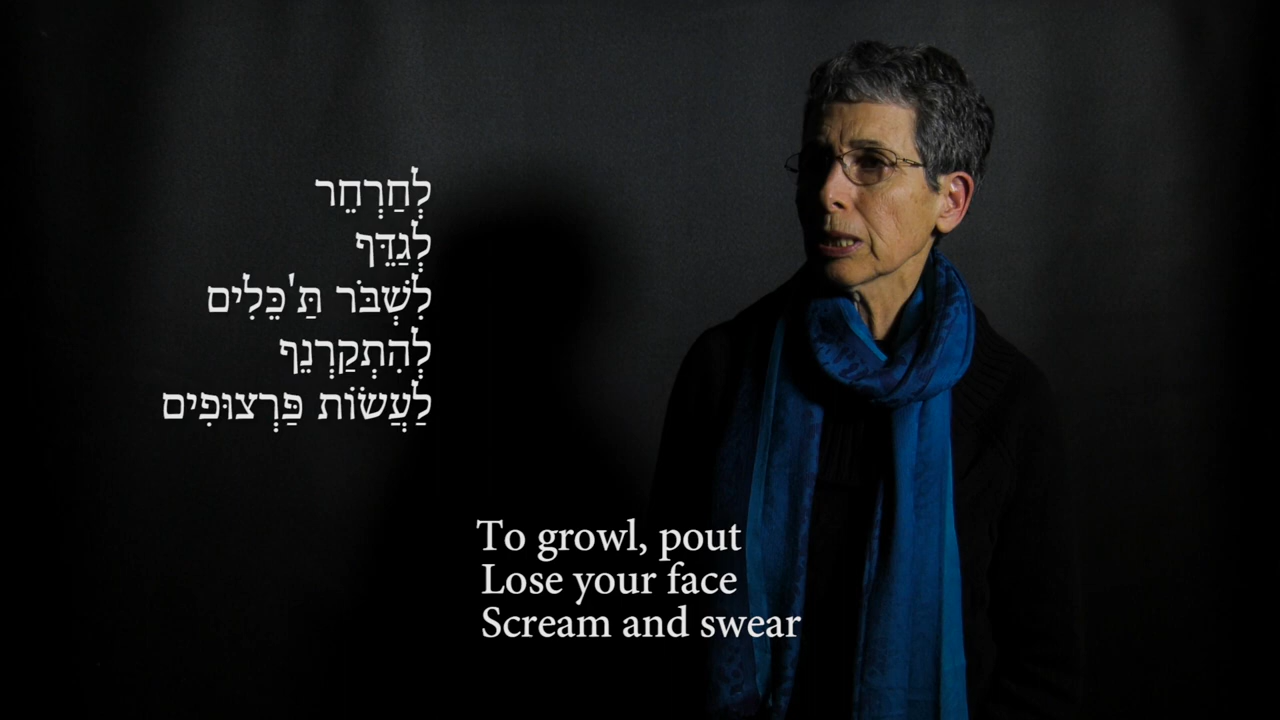 לְחַרְחֵר
לְגַדֵּף
לִשְׁבֹּר תַּ'כֵּלִים
לְהִתְקַרְנֵף
לַעֲשׂוֹת פַּרְצוּפִים
To growl, pout
Lose your face
Scream and swear